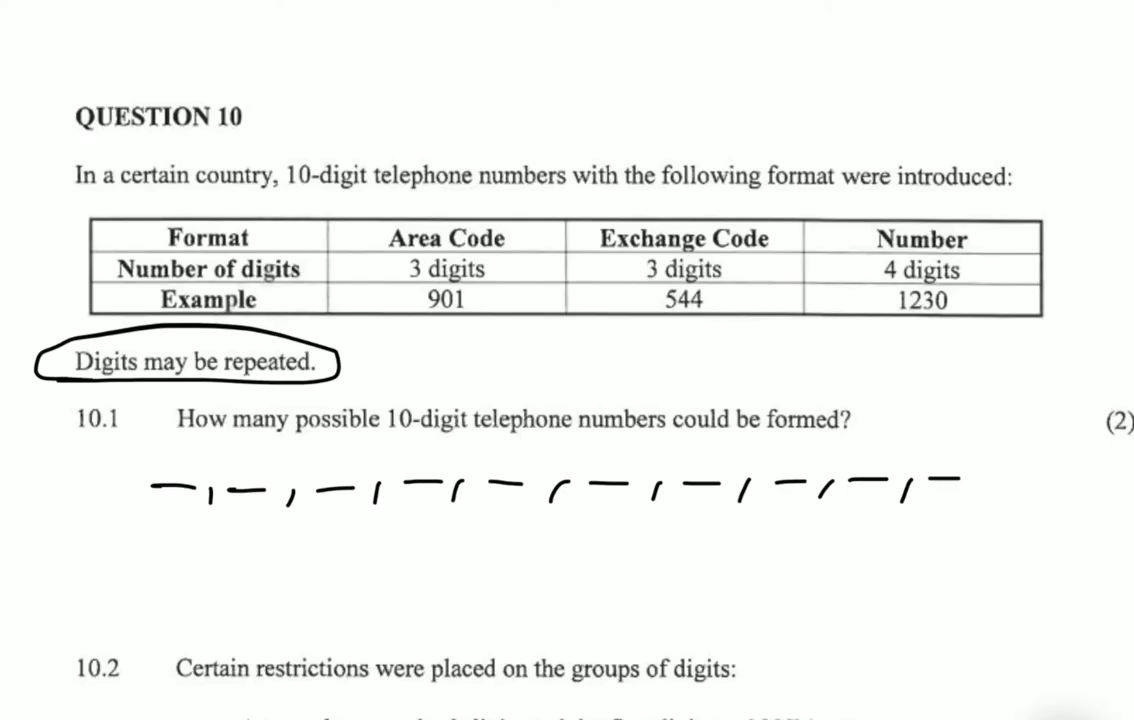 QUESTION 10
In a certain country, 10-digit telephone numbers with the following format were introduced:
Format Area Code Exchange Code Number
Number of digits 3 digits 3 digits 4 digits
Example 901 544 1230
Digits may be repeated.
10.1 How many possible 10-digit telephone numbers could be formed? (2)
10.2 Certain restrictions were placed on the groups of digits: